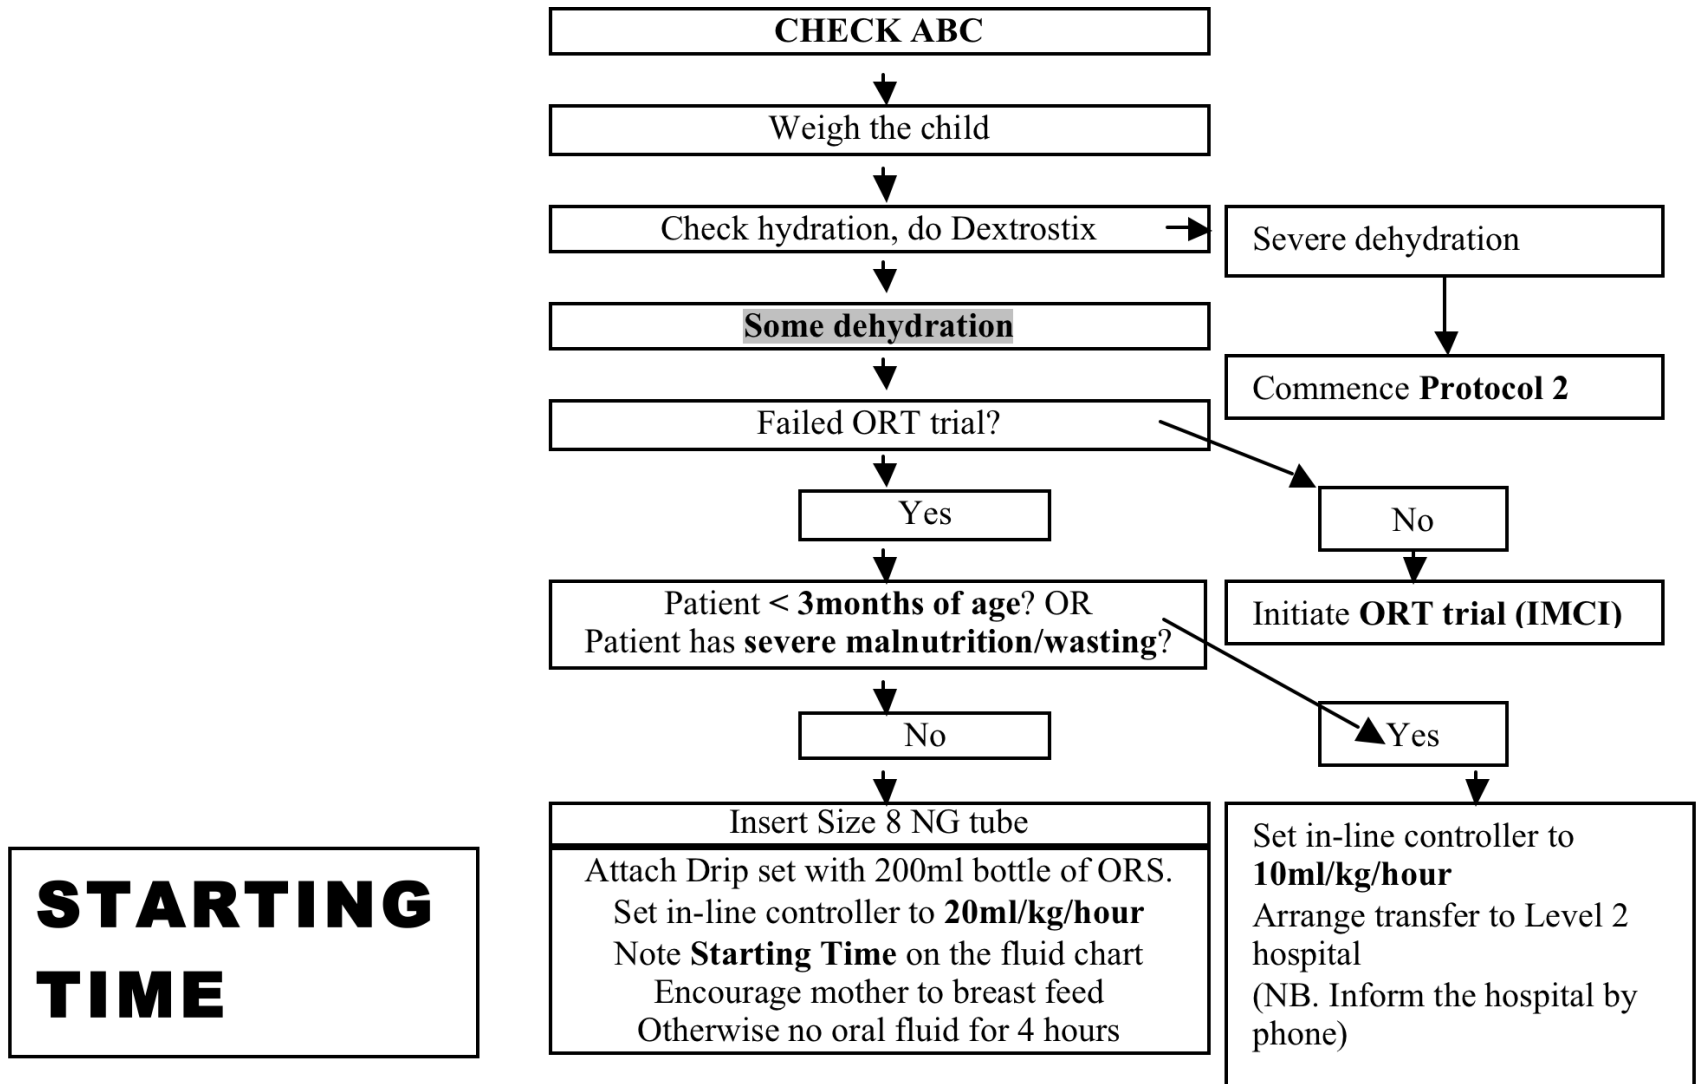 CHECK ABC
Weigh the child
Check hydration, do Dextrostix
Severe dehydration
Some dehydration
Commence Protocol 2
Failed ORT trial?
Yes
No
Patient < 3months of age? OR
Patient has severe malnutrition/wasting?
Initiate ORT trial (IMCI)
No
Yes
Insert Size 8 NG tube
Attach Drip set with 200ml bottle of ORS.
Set in-line controller to 20ml/kg/hour
Note Starting Time on the fluid chart
Encourage mother to breast feed
Otherwise no oral fluid for 4 hours
Set in-line controller to
10ml/kg/hour
Arrange transfer to Level 2
hospital
(NB. Inform the hospital by
phone)
STARTING
TIME